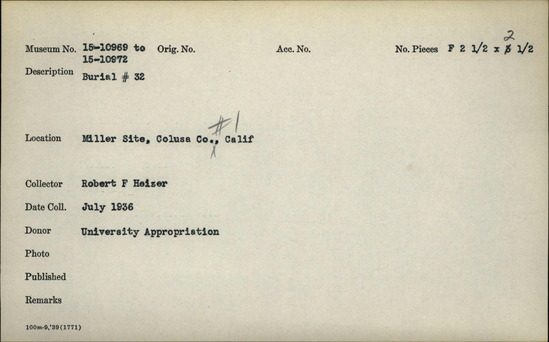 2
Museum No. 15-10969 to Orig. No. Acc. No. No. Pieces F 2 1/2 x 5 1/2
15-10972
Description Burial # 32
#1
Location Miller Site, Colusa Co., Calif
Collector Robert F Heizer
Date Coll. July 1936
Donor University Appropriation
Photo
Published
Remarks
100m-9,'39 (1771)